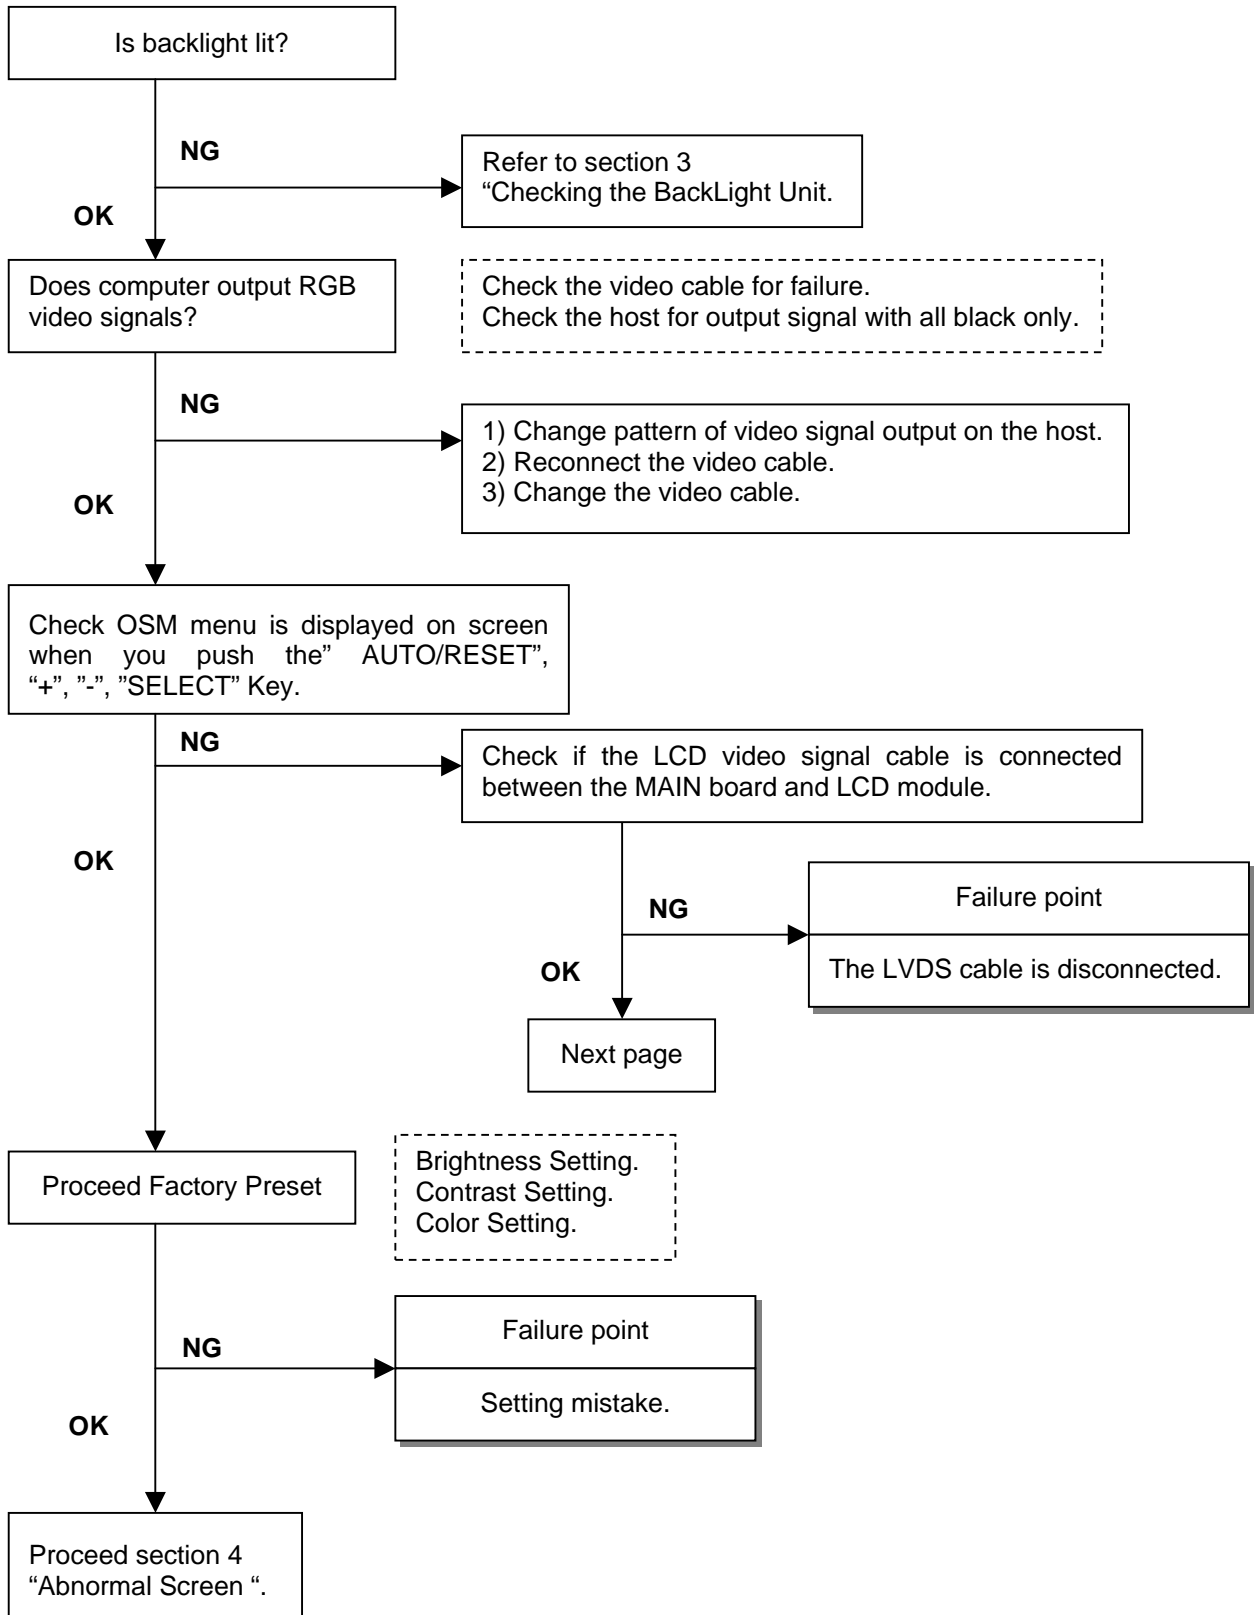 Is backlight lit?
NG
Refer to section 3
“Checking the BackLight Unit.
OK
Does computer output RGB
video signals?
Check the video cable for failure.
Check the host for output signal with all black only.
NG
1) Change pattern of video signal output on the host.
2) Reconnect the video cable.
3) Change the video cable.
OK
Check OSM menu is displayed on screen
when you push the” AUTO/RESET”,
“+”, ”-”, ”SELECT” Key.
NG
Check if the LCD video signal cable is connected
between the MAIN board and LCD module.
OK
NG
Failure point
The LVDS cable is disconnected.
OK
Next page
Proceed Factory Preset
Brightness Setting.
Contrast Setting.
Color Setting.
NG
Failure point
Setting mistake.
OK
Proceed section 4
“Abnormal Screen “.